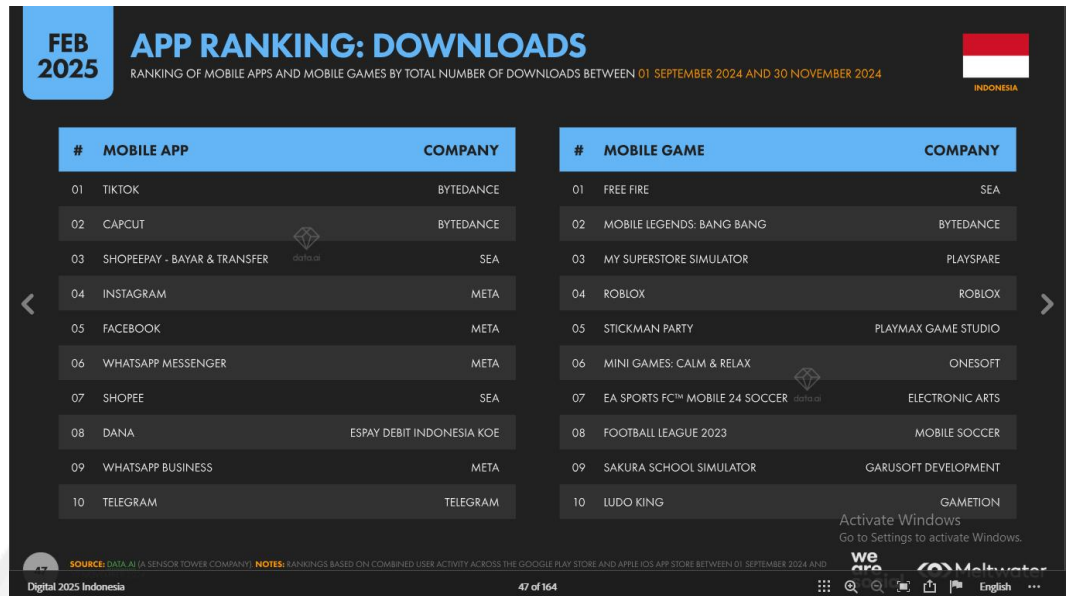 FEB
2025
APP RANKING: DOWNLOADS
RANKING OF MOBILE APPS AND MOBILE GAMES BY TOTAL NUMBER OF DOWNLOADS BETWEEN 01 SEPTEMBER 2024 AND 30 NOVEMBER 2024
INDONESIA
# MOBILE APP COMPANY
01 TIKTOK BYTEDANCE
02 CAPCUT BYTEDANCE
03 SHOPEEPAY - BAYAR & TRANSFER SEA
04 INSTAGRAM META
05 FACEBOOK META
06 WHATSAPP MESSENGER META
07 SHOPEE SEA
08 DANA ESPAY DEBIT INDONESIA KOE
09 WHATSAPP BUSINESS META
10 TELEGRAM TELEGRAM
data.ai
# MOBILE GAME COMPANY
01 FREE FIRE SEA
02 MOBILE LEGENDS: BANG BANG BYTEDANCE
03 MY SUPERSTORE SIMULATOR PLAYSPARE
04 ROBLOX ROBLOX
05 STICKMAN PARTY PLAYMAX GAME STUDIO
06 MINI GAMES: CALM & RELAX ONESOFT
07 EA SPORTS FC™ MOBILE 24 SOCCER ELECTRONIC ARTS
08 FOOTBALL LEAGUE 2023 MOBILE SOCCER
09 SAKURA SCHOOL SIMULATOR GARUSOFT DEVELOPMENT
10 LUDO KING GAMETION
data.ai
Activate Windows
Go to Settings to activate Windows.
47
SOURCE: DATA.AI (A SENSOR TOWER COMPANY). NOTES: RANKINGS BASED ON COMBINED USER ACTIVITY ACROSS THE GOOGLE PLAY STORE AND APPLE IOS APP STORE BETWEEN 01 SEPTEMBER 2024 AND
we
are
social
Meltwater
Digital 2025 Indonesia
47 of 164
English